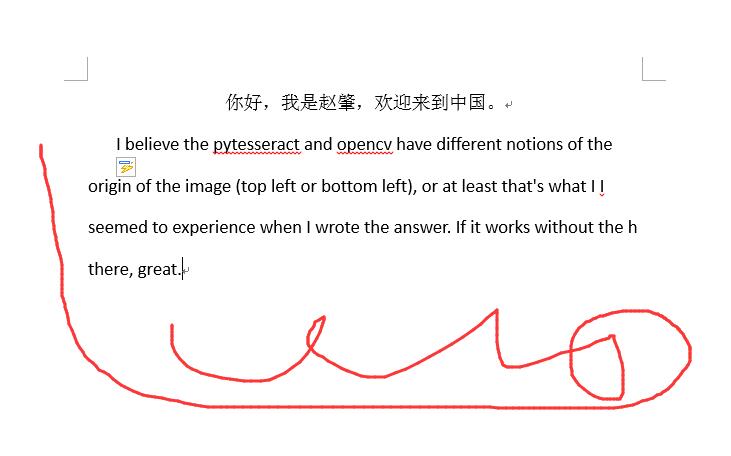 你好，我是赵肇，欢迎来到中国。
I believe the pytesseract and opencv have different notions of the
origin of the image (top left or bottom left), or at least that's what I I
seemed to experience when I wrote the answer. If it works without the h
there, great.